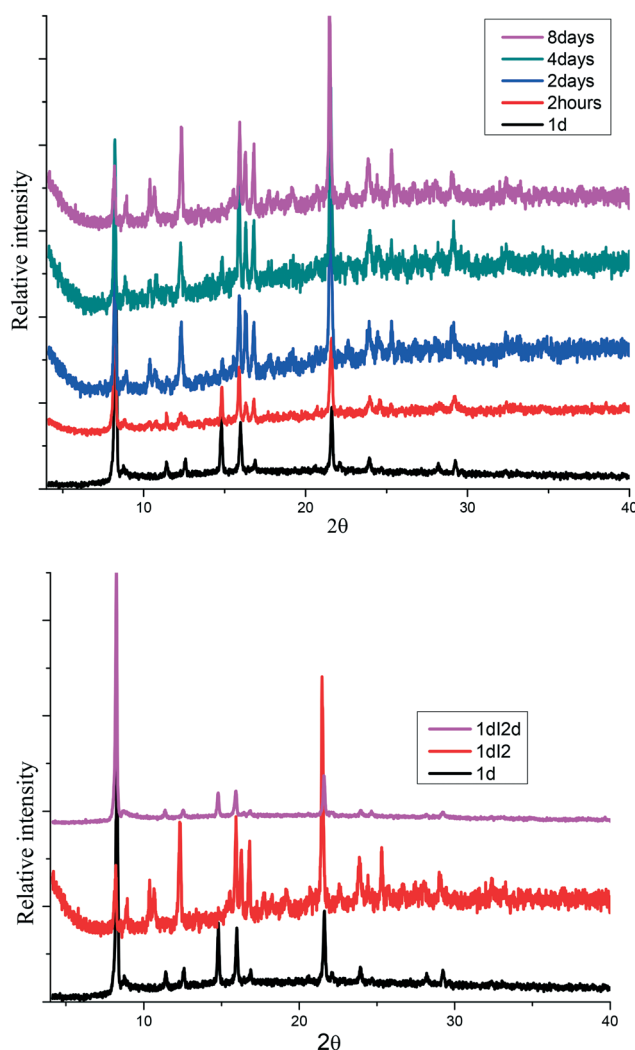 8days
4days
2days
2hours
1d
Relative intensity
10 20 30 40
2θ
1dI2d
1dI2
1d
Relative intensity
10 20 30 40
2θ